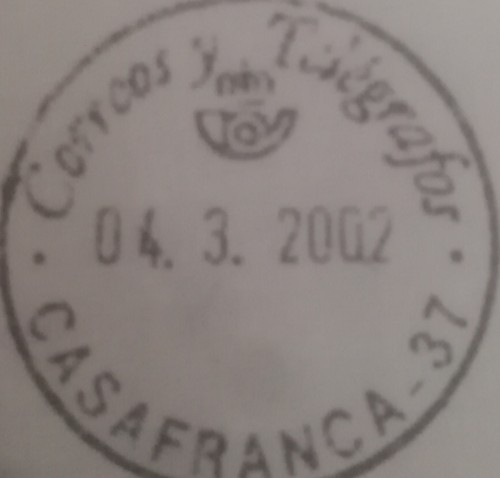 Correos y Telégrafos
04. 3. 2002
CASAFRANCA-37